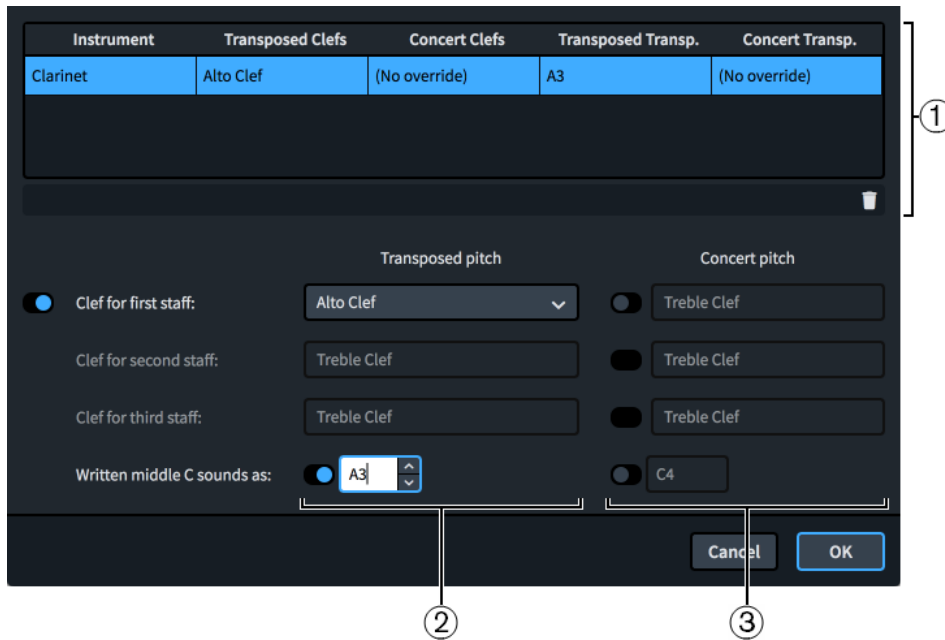 Instrument Transposed Clefs Concert Clefs Transposed Transp. Concert Transp.
Clarinet Alto Clef (No override) A3 (No override)
1
Transposed pitch Concert pitch
Clef for first staff: Alto Clef Treble Clef
Clef for second staff: Treble Clef Treble Clef
Clef for third staff: Treble Clef Treble Clef
Written middle C sounds as: A3 C4
Cancel OK
2 3